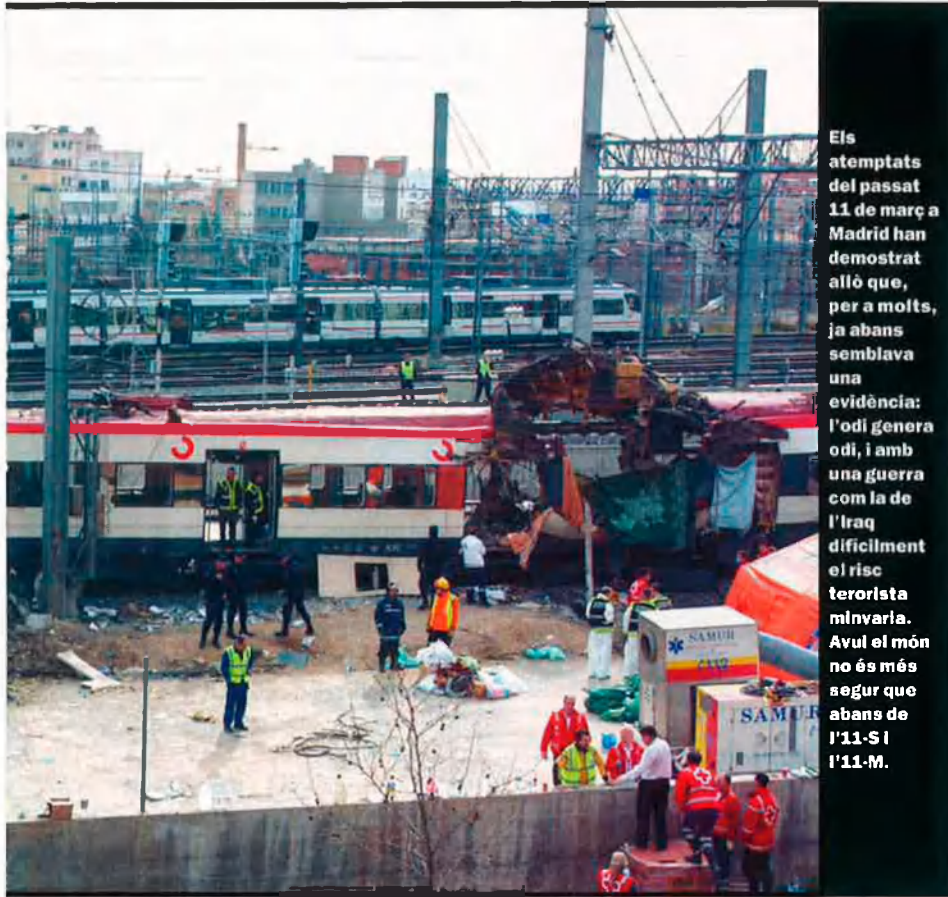 Els
atemptats
del passat
11 de març a
Madrid han
demostrat
allò que,
per a molts,
ja abans
semblava
una
evidència:
l'odi genera
odi, i amb
una guerra
com la de
l'Iraq
dificilment
el risc
terorista
minvaria.
Avui el món
no és més
segur que
abans de
l'11-S i
l'11-M.
SAMUR
SAMUR